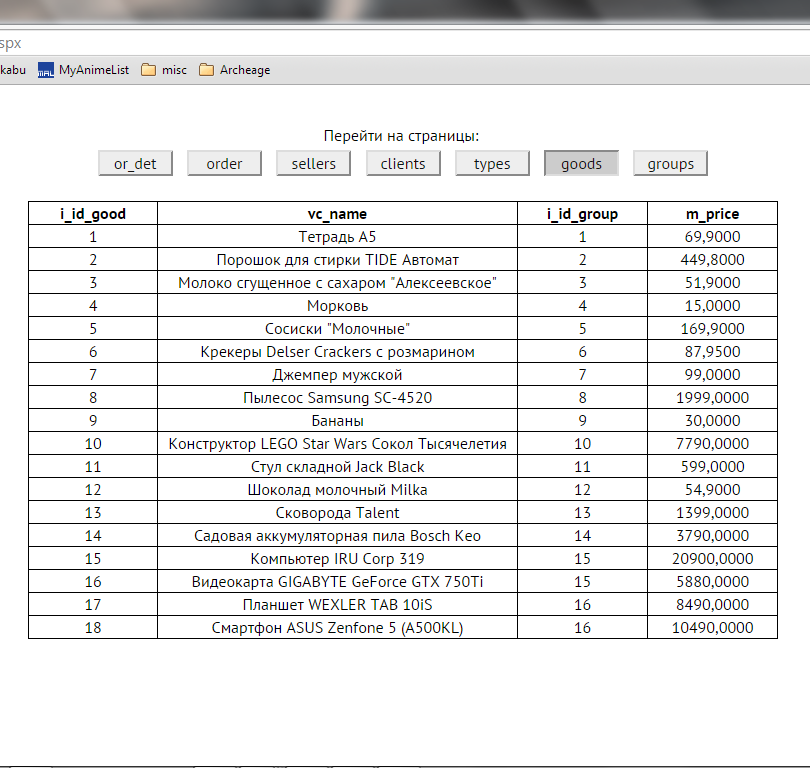 spx
kabu MyAnimeList misc Archeage
Перейти на страницы:
or_det order sellers clients types goods groups
i_id_good vc_name i_id_group m_price
1 Тетрадь А5 1 69,9000
2 Порошок для стирки TIDE Автомат 2 449,8000
3 Молоко сгущенное с сахаром "Алексеевское" 3 51,9000
4 Морковь 4 15,0000
5 Сосиски "Молочные" 5 169,9000
6 Крекеры Delser Crackers с розмарином 6 87,9500
7 Джемпер мужской 7 99,0000
8 Пылесос Samsung SC-4520 8 1999,0000
9 Бананы 9 30,0000
10 Конструктор LEGO Star Wars Сокол Тысячелетия 10 7790,0000
11 Стул складной Jack Black 11 599,0000
12 Шоколад молочный Milka 12 54,9000
13 Сковорода Talent 13 1399,0000
14 Садовая аккумуляторная пила Bosch Keo 14 3790,0000
15 Компьютер IRU Corp 319 15 20900,0000
16 Видеокарта GIGABYTE GeForce GTX 750Ti 15 5880,0000
17 Планшет WEXLER TAB 10iS 16 8490,0000
18 Смартфон ASUS Zenfone 5 (A500KL) 16 10490,0000